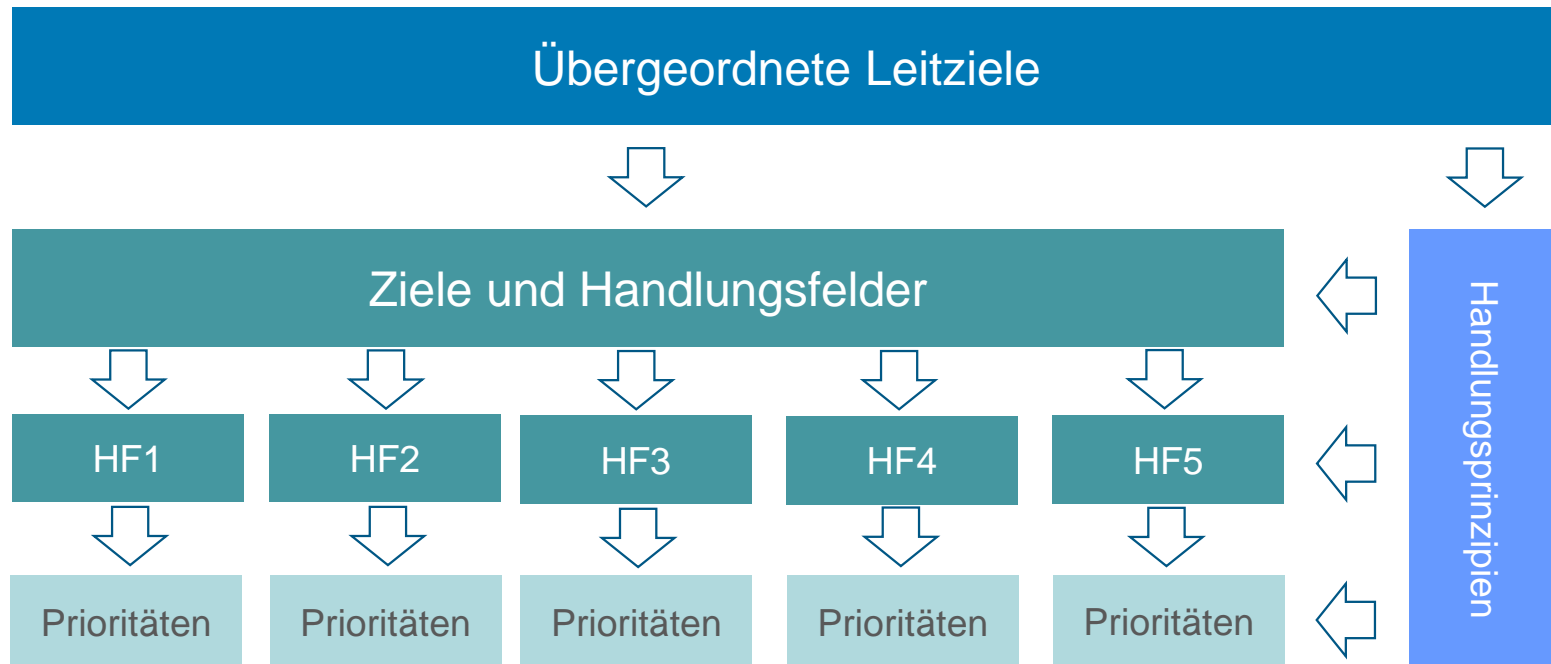 Übergeordnete Leitziele
Ziele und Handlungsfelder
Handlungsprinzipien
HF1
HF2
HF3
HF4
HF5
Prioritäten
Prioritäten
Prioritäten
Prioritäten
Prioritäten